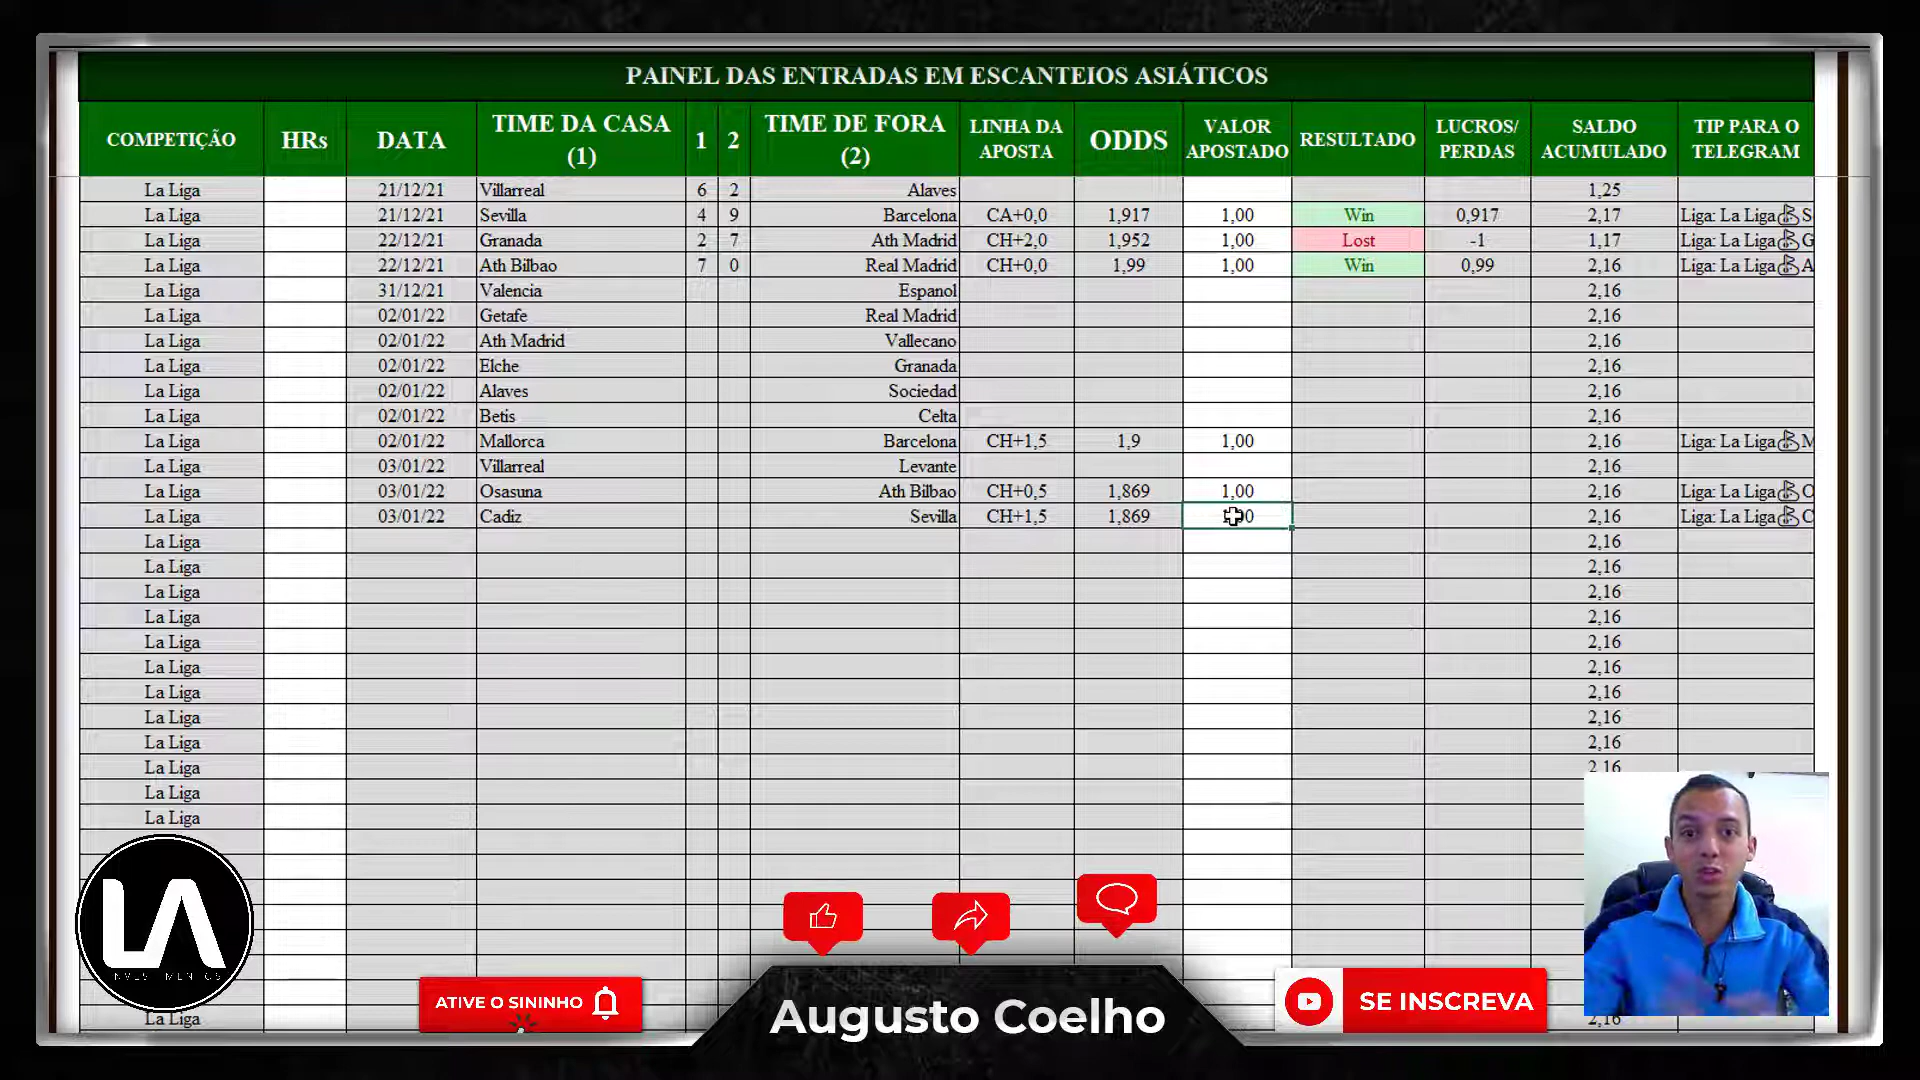 PAINEL DAS ENTRADAS EM ESCANTEIOS ASIÁTICOS
COMPETIÇÃO HRs DATA TIME DA CASA (1) 1 2 TIME DE FORA (2) LINHA DA APOSTA ODDS VALOR APOSTADO RESULTADO LUCROS/ PERDAS SALDO ACUMULADO TIP PARA O TELEGRAM
La Liga 21/12/21 Villarreal 6 2 Alaves 1,25
La Liga 21/12/21 Sevilla 4 9 Barcelona CA+0,0 1,917 1,00 Win 0,917 2,17 Liga: La Liga S
La Liga 22/12/21 Granada 2 7 Ath Madrid CH+2,0 1,952 1,00 Lost -1 1,17 Liga: La Liga G
La Liga 22/12/21 Ath Bilbao 7 0 Real Madrid CH+0,0 1,99 1,00 Win 0,99 2,16 Liga: La Liga A
La Liga 31/12/21 Valencia Espanol 2,16
La Liga 02/01/22 Getafe Real Madrid 2,16
La Liga 02/01/22 Ath Madrid Vallecano 2,16
La Liga 02/01/22 Elche Granada 2,16
La Liga 02/01/22 Alaves Sociedad 2,16
La Liga 02/01/22 Betis Celta 2,16
La Liga 02/01/22 Mallorca Barcelona CH+1,5 1,9 1,00 2,16 Liga: La Liga M
La Liga 03/01/22 Villarreal Levante 2,16
La Liga 03/01/22 Osasuna Ath Bilbao CH+0,5 1,869 1,00 2,16 Liga: La Liga O
La Liga 03/01/22 Cadiz Sevilla CH+1,5 1,869 2,16 Liga: La Liga C
La Liga 2,16
La Liga 2,16
La Liga 2,16
La Liga 2,16
La Liga 2,16
La Liga 2,16
La Liga 2,16
La Liga 2,16
La Liga 2,16
La Liga 2,16
La Liga
La Liga
LA
INVESTIMENTOS
La Liga 2,16
ATIVE O SININHO
Augusto Coelho
SE INSCREVA